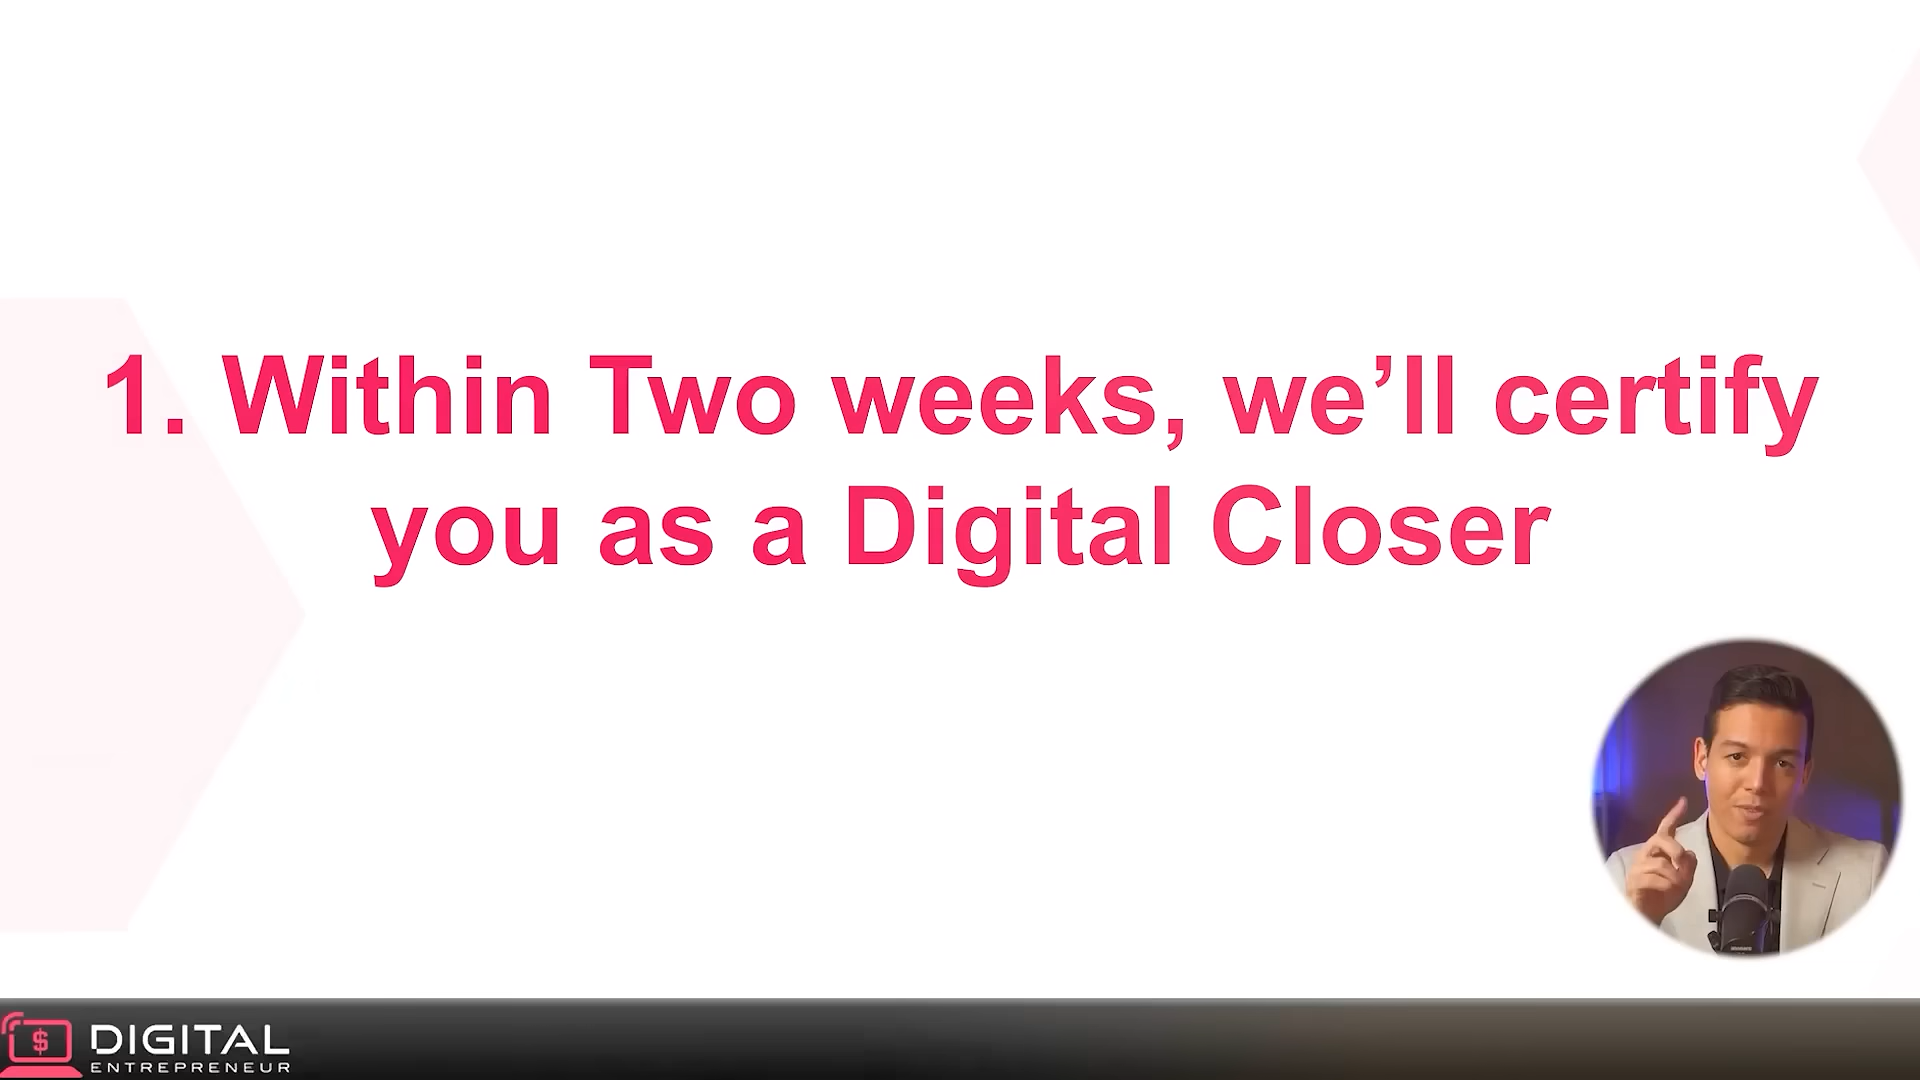 1. Within Two weeks, we’ll certify
you as a Digital Closer
$
DIGITAL
ENTREPRENEUR